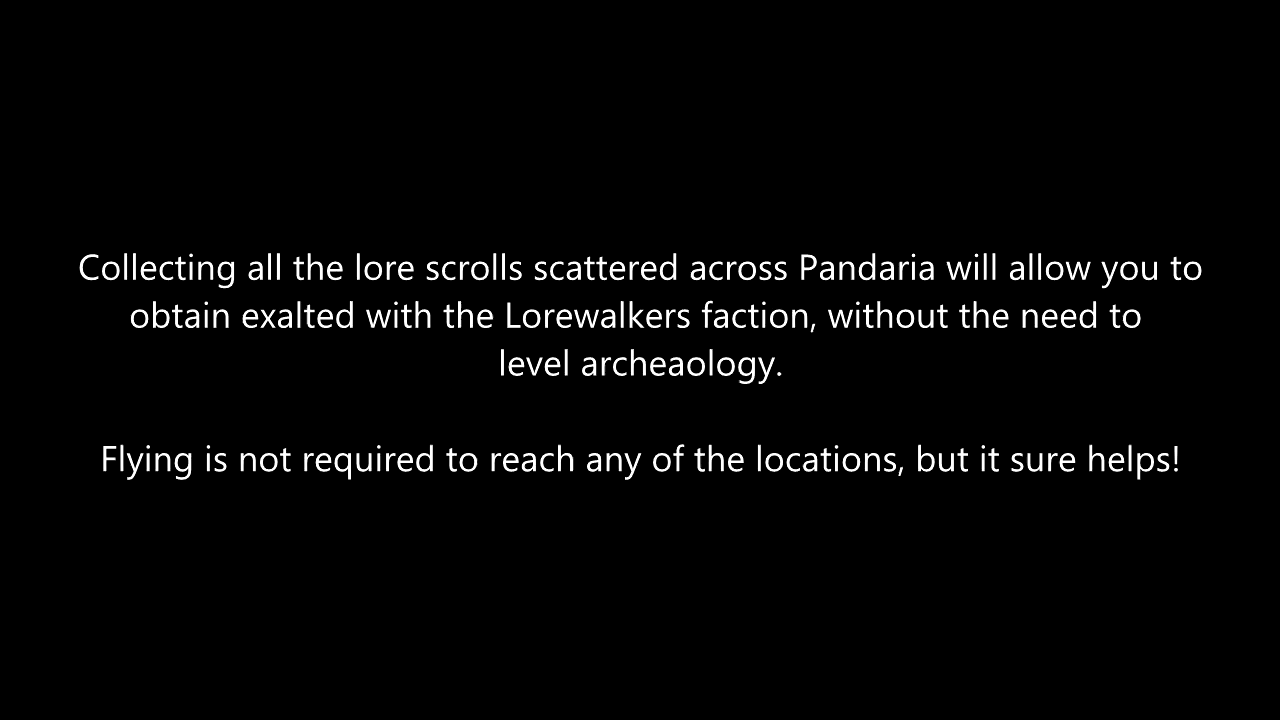 Collecting all the lore scrolls scattered across Pandaria will allow you to
obtain exalted with the Lorewalkers faction, without the need to
level archeaology.
Flying is not required to reach any of the locations, but it sure helps!